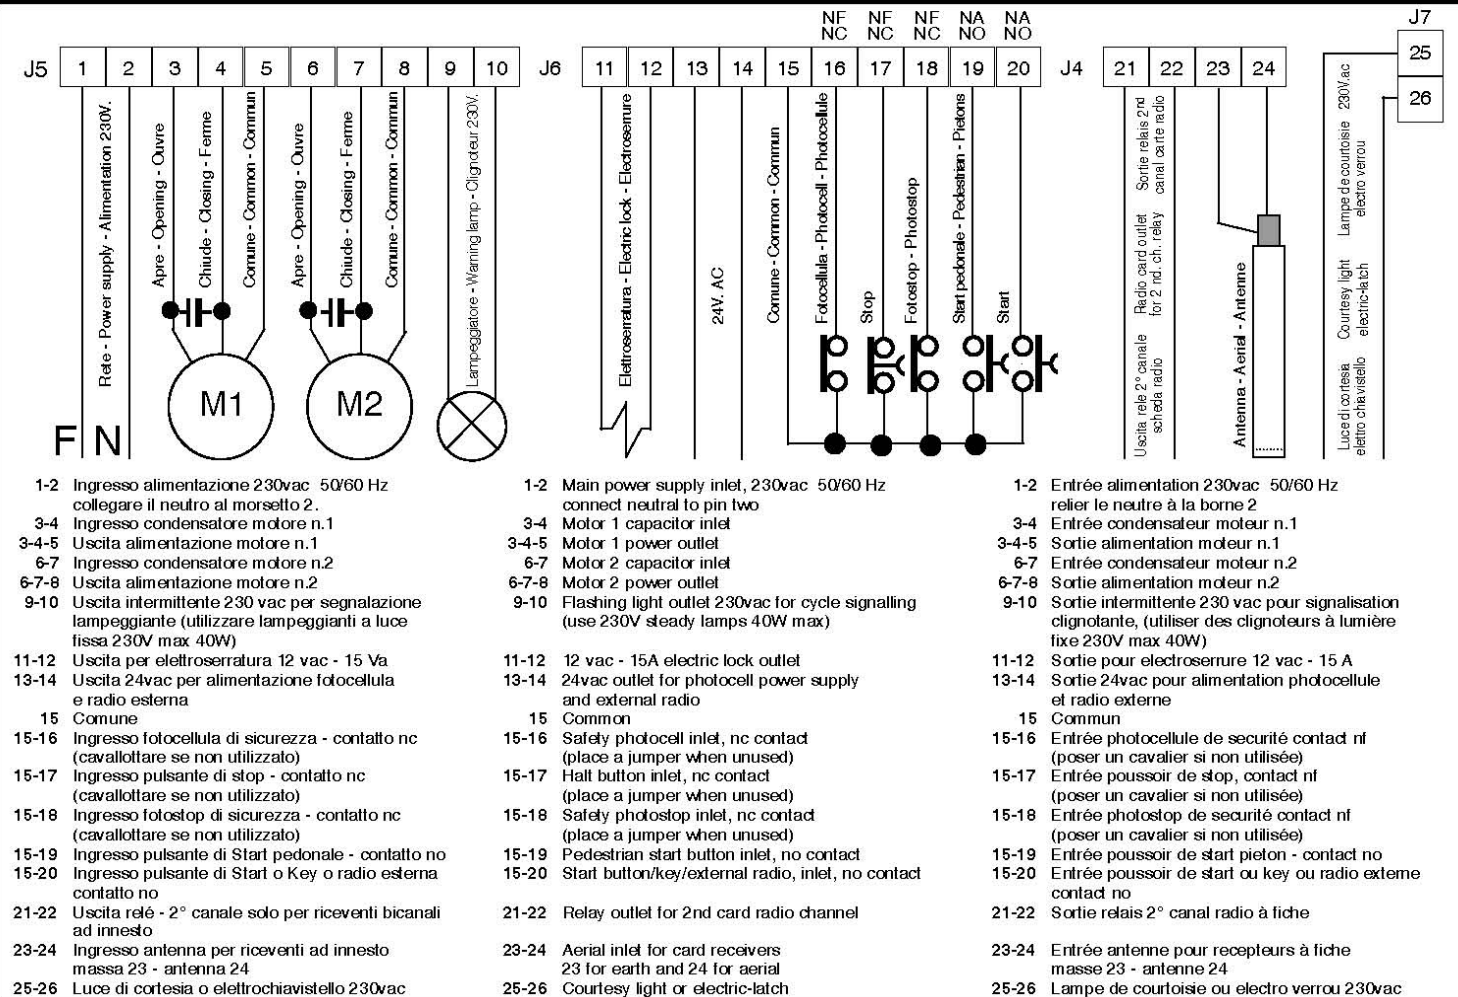 NF NF NF NA NA
NC NC NC NO NO
J7
J5 1 2 3 4 5 6 7 8 9 10
J6 11 12 13 14 15 16 17 18 19 20
J4 21 22 23 24
25
26
Rete - Power supply - Alimentation 230V.
Apre - Opening - Ouvre
Chiude - Closing - Ferme
Comune - Common - Commun
Apre - Opening - Ouvre
Chiude - Closing - Ferme
Comune - Common - Commun
Lampeggiatore - Warning lamp - Clignoteur 230V.
Elettroserratura - Electric lock - Electroserrure
24V. AC
Comune - Common - Commun
Fotocellula - Photocell - Photocellule
Stop
Fotostop - Photostop
Start pedonale - Pedestrian - Pietons
Start
Uscita rele 2° canale
scheda radio
Radio card outlet
for 2 nd. ch. relay
Sortie relais 2nd
canal carte radio
Antenna - Aerial - Antenne
Luce di cortesia
elettro chiavistello
Courtesy light
electric-latch
Lampe de courtoisie 230V.ac
electro verrou
M1
M2
F N
1-2 Ingresso alimentazione 230vac 50/60 Hz
collegare il neutro al morsetto 2.
3-4 Ingresso condensatore motore n.1
3-4-5 Uscita alimentazione motore n.1
6-7 Ingresso condensatore motore n.2
6-7-8 Uscita alimentazione motore n.2
9-10 Uscita intermittente 230 vac per segnalazione
lampeggiante (utilizzare lampeggianti a luce
fissa 230V max 40W)
11-12 Uscita per elettroserratura 12 vac - 15 Va
13-14 Uscita 24vac per alimentazione fotocellula
e radio esterna
15 Comune
15-16 Ingresso fotocellula di sicurezza - contatto nc
(cavallottare se non utilizzato)
15-17 Ingresso pulsante di stop - contatto nc
(cavallottare se non utilizzato)
15-18 Ingresso fotostop di sicurezza - contatto nc
(cavallottare se non utilizzato)
15-19 Ingresso pulsante di Start pedonale - contatto no
15-20 Ingresso pulsante di Start o Key o radio esterna
contatto no
21-22 Uscita relé - 2° canale solo per riceventi bicanali
ad innesto
23-24 Ingresso antenna per riceventi ad innesto
massa 23 - antenna 24
25-26 Luce di cortesia o elettrochiavistello 230vac
1-2 Main power supply inlet, 230vac 50/60 Hz
connect neutral to pin two
3-4 Motor 1 capacitor inlet
3-4-5 Motor 1 power outlet
6-7 Motor 2 capacitor inlet
6-7-8 Motor 2 power outlet
9-10 Flashing light outlet 230vac for cycle signalling
(use 230V steady lamps 40W max)
11-12 12 vac - 15A electric lock outlet
13-14 24vac outlet for photocell power supply
and external radio
15 Common
15-16 Safety photocell inlet, nc contact
(place a jumper when unused)
15-17 Halt button inlet, nc contact
(place a jumper when unused)
15-18 Safety photostop inlet, nc contact
(place a jumper when unused)
15-19 Pedestrian start button inlet, no contact
15-20 Start button/key/external radio, inlet, no contact
21-22 Relay outlet for 2nd card radio channel
23-24 Aerial inlet for card receivers
23 for earth and 24 for aerial
25-26 Courtesy light or electric-latch
1-2 Entrée alimentation 230vac 50/60 Hz
relier le neutre à la borne 2
3-4 Entrée condensateur moteur n.1
3-4-5 Sortie alimentation moteur n.1
6-7 Entrée condensateur moteur n.2
6-7-8 Sortie alimentation moteur n.2
9-10 Sortie intermittente 230 vac pour signalisation
clignotante, (utiliser des clignoteurs à lumière
fixe 230V max 40W)
11-12 Sortie pour electroserrure 12 vac - 15 A
13-14 Sortie 24vac pour alimentation photocellule
et radio externe
15 Commun
15-16 Entrée photocellule de securité contact nf
(poser un cavalier si non utilisée)
15-17 Entrée poussoir de stop, contact nf
(poser un cavalier si non utilisée)
15-18 Entrée photostop de securité contact nf
(poser un cavalier si non utilisée)
15-19 Entrée poussoir de start pieton - contact no
15-20 Entrée poussoir de start ou key ou radio externe
contact no
21-22 Sortie relais 2° canal radio à fiche
23-24 Entrée antenne pour recepteurs à fiche
masse 23 - antenne 24
25-26 Lampe de courtoisie ou electro verrou 230vac